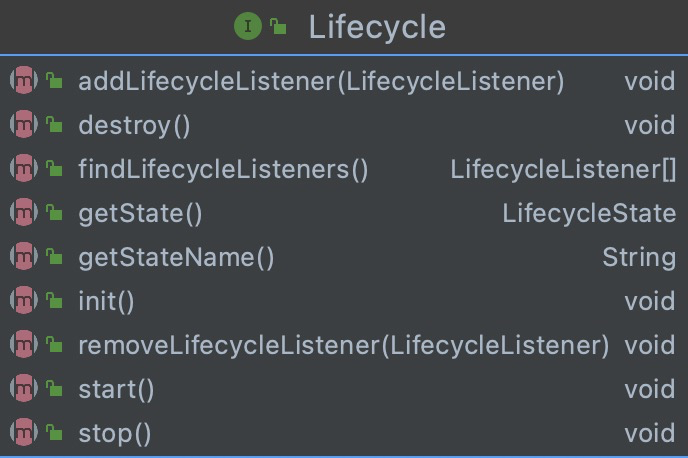 Lifecycle
addLifecycleListener(LifecycleListener) void
destroy() void
findLifecycleListeners() LifecycleListener[]
getState() LifecycleState
getStateName() String
init() void
removeLifecycleListener(LifecycleListener) void
start() void
stop() void